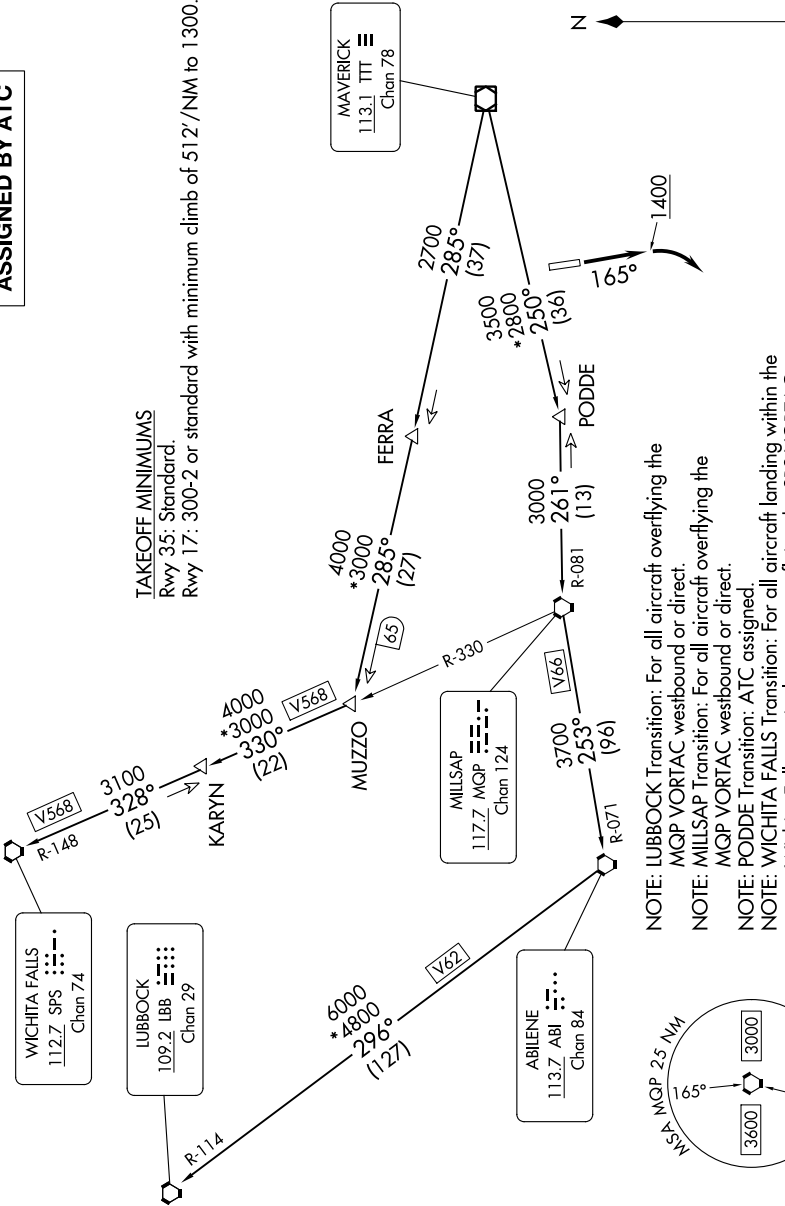 ASSIGNED BY ATC
TAKEOFF MINIMUMS
Rwy 35: Standard.
Rwy 17: 300-2 or standard with minimum climb of 512'/NM to 1300.
MAVERICK
113.1 TTT
Chan 78
N
2700
285°
(37)
3500
*2800
250°
(36)
165°
1400
FERRA
PODDE
4000
*3000
285°
(27)
65
3000
261°
(13)
R-081
R-330
MUZZO
V568
4000
*3000
330°
(22)
KARYN
3100
328°
(25)
V568
R-148
WICHITA FALLS
112.7 SPS
Chan 74
LUBBOCK
109.2 LBB
Chan 29
MILLSAP
117.7 MQP
Chan 124
V66
3700
253°
(96)
R-071
V62
6000
*4800
296°
(127)
R-114
ABILENE
113.7 ABI
Chan 84
MSA MQP 25 NM
165°
3000
3600
NOTE: LUBBOCK Transition: For all aircraft overflying the
MQP VORTAC westbound or direct.
NOTE: MILLSAP Transition: For all aircraft overflying the
MQP VORTAC westbound or direct.
NOTE: PODDE Transition: ATC assigned.
NOTE: WICHITA FALLS Transition: For all aircraft landing within the